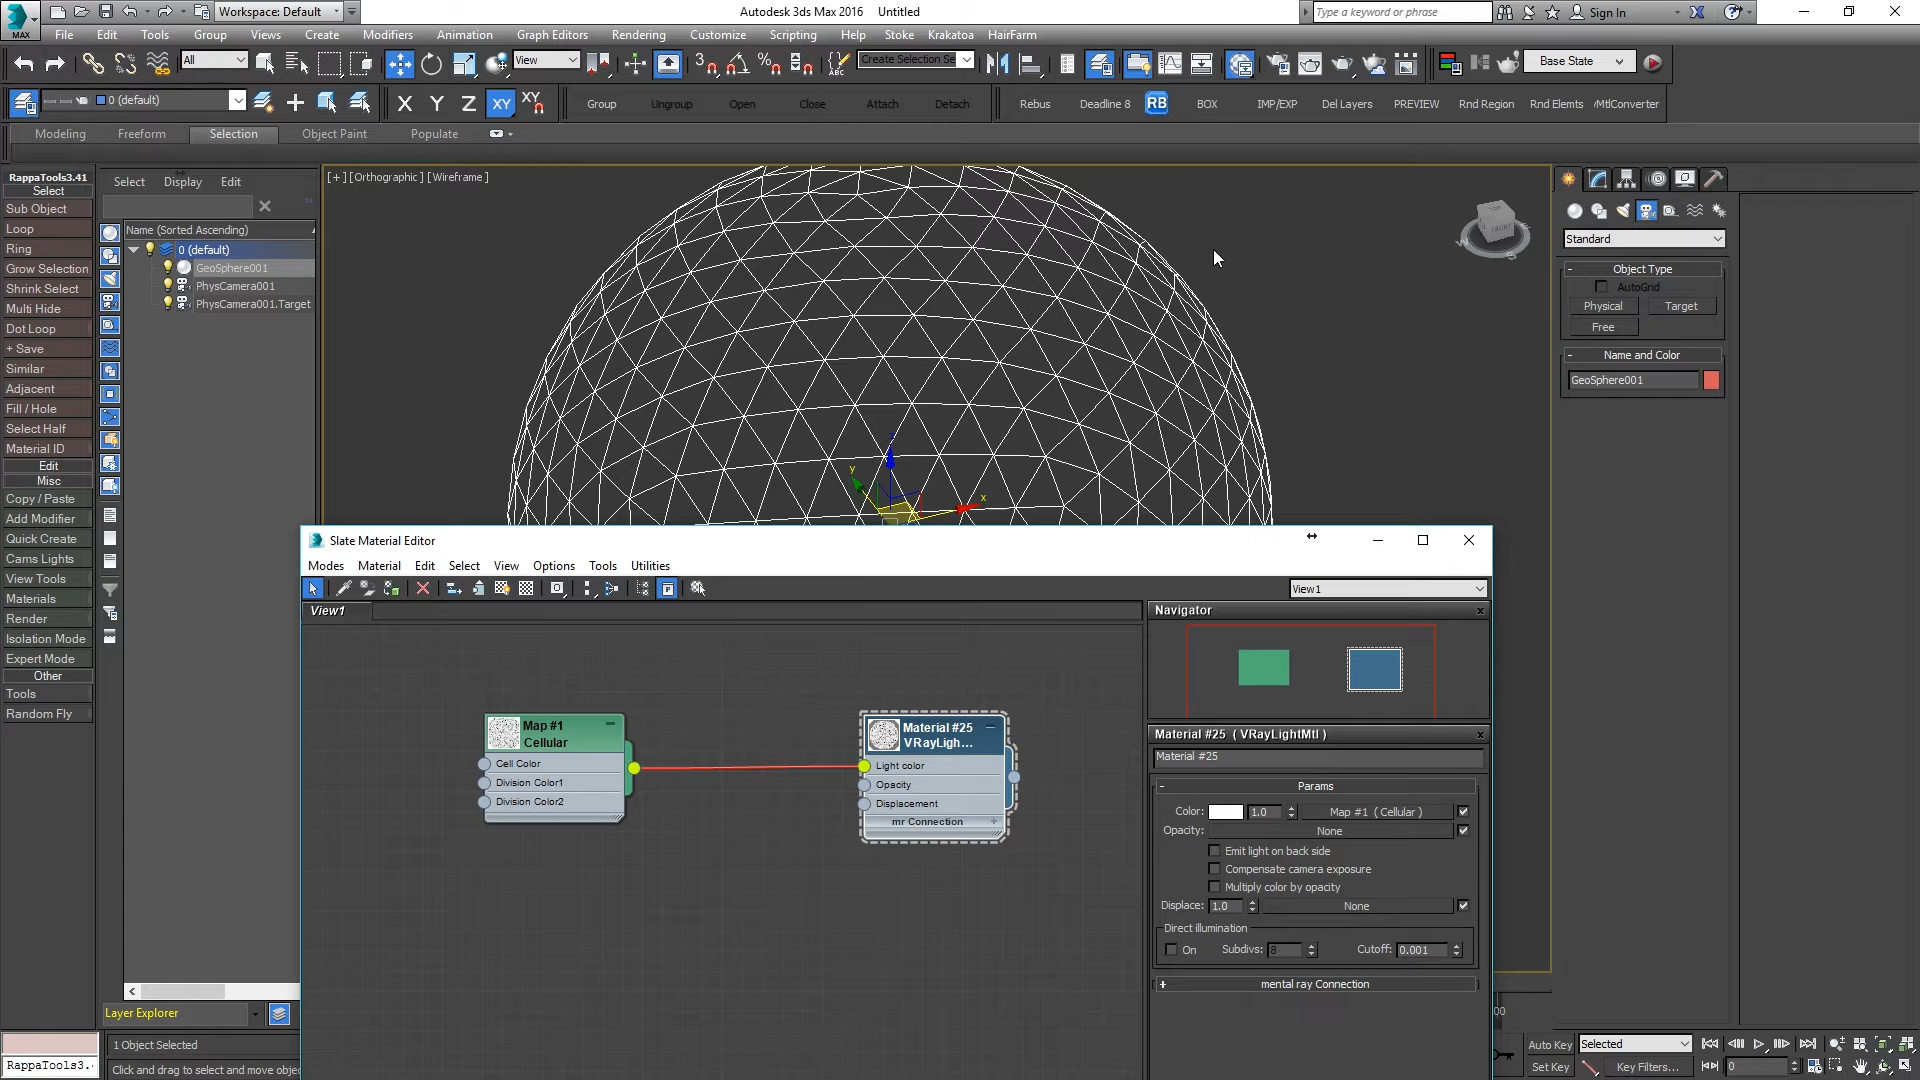 Workspace: Default
Autodesk 3ds Max 2016 Untitled
Type a keyword or phrase
Sign In
MAX
File Edit Tools Group Views Create Modifiers Animation Graph Editors Rendering Customize Scripting Help Stoke Krakatoa HairFarm
All
View
3
ABC
Create Selection Se
Base State
0 (default)
X Y Z XY XY
Group Ungroup Open Close Attach Detach
Rebus Deadline 8 RB BOX IMP/EXP Del Layers PREVIEW Rnd Region Rnd Elemts /MtlConverter
Modeling Freeform Selection Object Paint Populate
RappaTools3.41
Select
Sub Object
Loop
Ring
Grow Selection
Shrink Select
Multi Hide
Dot Loop
+ Save
Similar
Adjacent
Fill / Hole
Select Half
Material ID
Edit
Misc
Copy / Paste
Add Modifier
Quick Create
Cams Lights
View Tools
Materials
Render
Isolation Mode
Expert Mode
Other
Tools
Random Fly
Select Display Edit
Name (Sorted Ascending)
0 (default)
GeoSphere001
PhysCamera001
PhysCamera001.Target
Layer Explorer
[+] [Orthographic] [Wireframe]
FRONT
y
x
Standard
Object Type
AutoGrid
Physical Target
Free
Name and Color
GeoSphere001
Slate Material Editor
Modes Material Edit Select View Options Tools Utilities
View1
View1
Map #1
Cellular
Cell Color
Division Color1
Division Color2
Material #25
VRayLigh...
Light color
Opacity
Displacement
mr Connection +
Navigator
Material #25 ( VRayLightMtl )
Material #25
- Params
Color: 1.0 Map #1 ( Cellular )
Opacity: None
Emit light on back side
Compensate camera exposure
Multiply color by opacity
Displace: 1.0 None
Direct illumination
On Subdivs: 8 Cutoff: 0.001
+ mental ray Connection
RappaTools3.
1 Object Selected
Click and drag to select and move objec
00
Auto Key Selected
Set Key Key Filters... 0